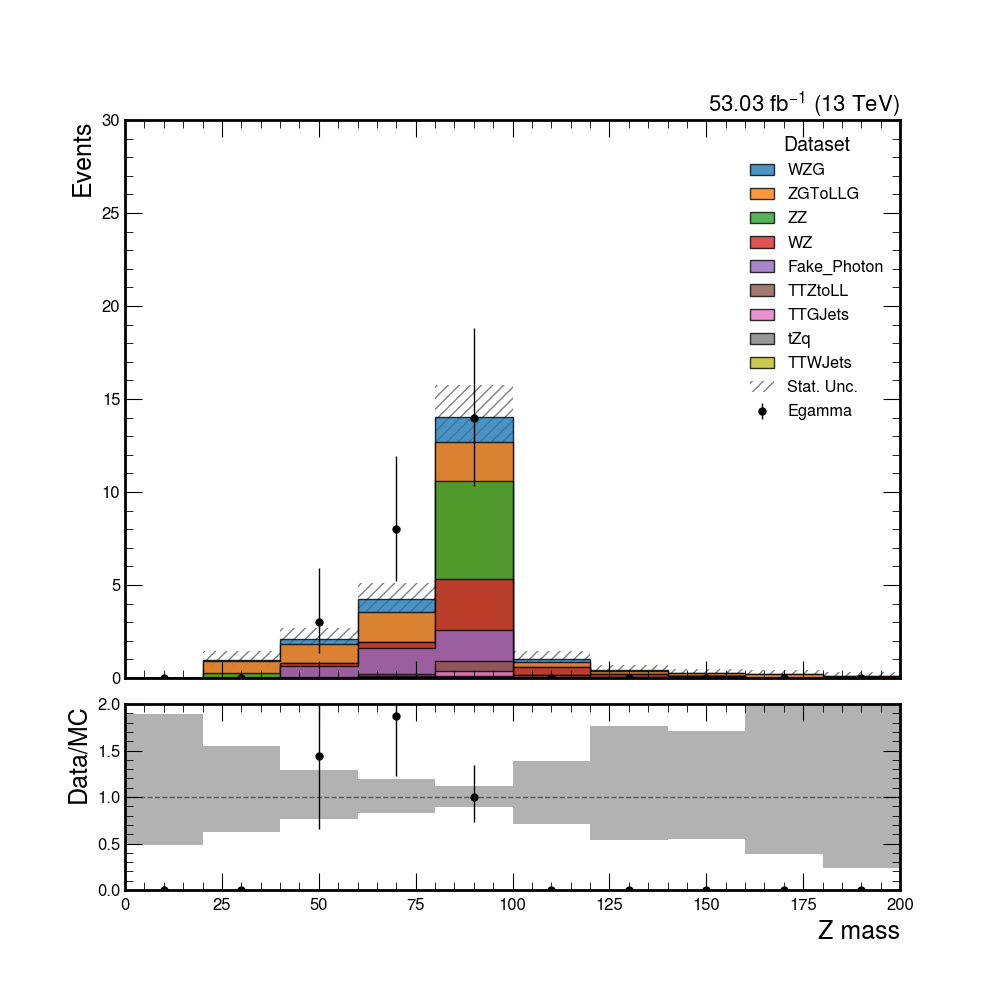 53.03 fb⁻¹ (13 TeV)
Events
30
25
20
15
10
5
0
Dataset
WZG
ZGToLLG
ZZ
WZ
Fake_Photon
TTZtoLL
TTGJets
tZq
TTWJets
Stat. Unc.
Egamma
Data/MC
2.0
1.5
1.0
0.5
0.0
0 25 50 75 100 125 150 175 200
Z mass